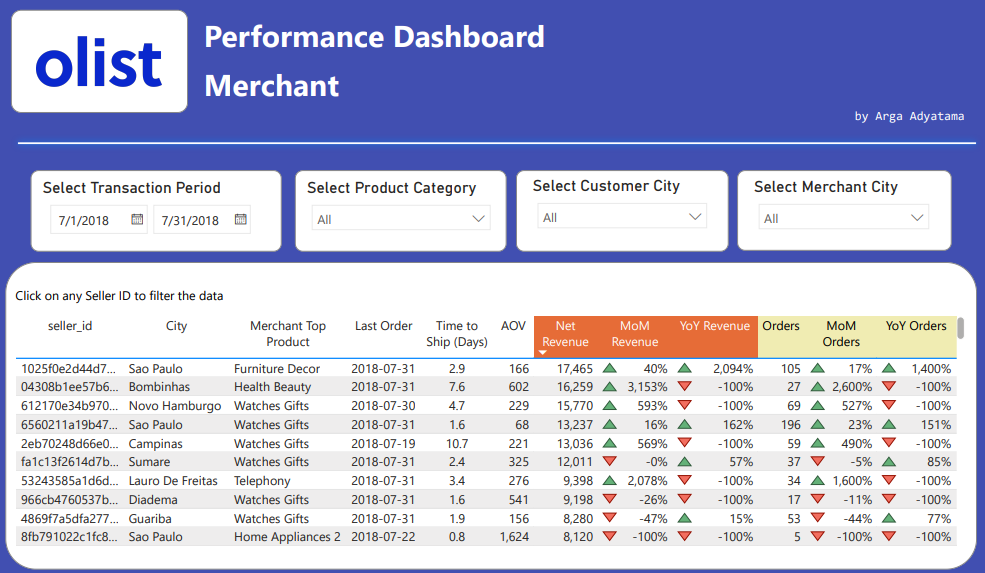 olist
Performance Dashboard
Merchant
by Arga Adyatama
Select Transaction Period
7/1/2018 7/31/2018
Select Product Category
All
Select Customer City
All
Select Merchant City
All
Click on any Seller ID to filter the data
seller_id City Merchant Top Product Last Order Time to Ship (Days) AOV Net Revenue MoM Revenue YoY Revenue Orders MoM Orders YoY Orders
1025f0e2d44d7... Sao Paulo Furniture Decor 2018-07-31 2.9 166 17,465 40% 2,094% 105 17% 1,400%
04308b1ee57b6... Bombinhas Health Beauty 2018-07-31 7.6 602 16,259 3,153% -100% 27 2,600% -100%
612170e34b970... Novo Hamburgo Watches Gifts 2018-07-30 4.7 229 15,770 593% -100% 69 527% -100%
6560211a19b47... Sao Paulo Watches Gifts 2018-07-31 1.6 68 13,237 16% 162% 196 23% 151%
2eb70248d66e0... Campinas Watches Gifts 2018-07-19 10.7 221 13,036 569% -100% 59 490% -100%
fa1c13f2614d7b... Sumare Watches Gifts 2018-07-31 2.4 325 12,011 -0% 57% 37 -5% 85%
53243585a1d6d... Lauro De Freitas Telephony 2018-07-31 3.4 276 9,398 2,078% -100% 34 1,600% -100%
966cb4760537b... Diadema Watches Gifts 2018-07-31 1.6 541 9,198 -26% -100% 17 -11% -100%
4869f7a5dfa277... Guariba Watches Gifts 2018-07-31 1.9 156 8,280 -47% 15% 53 -44% 77%
8fb791022c1fc8... Sao Paulo Home Appliances 2 2018-07-22 0.8 1,624 8,120 -100% -100% 5 -100% -100%